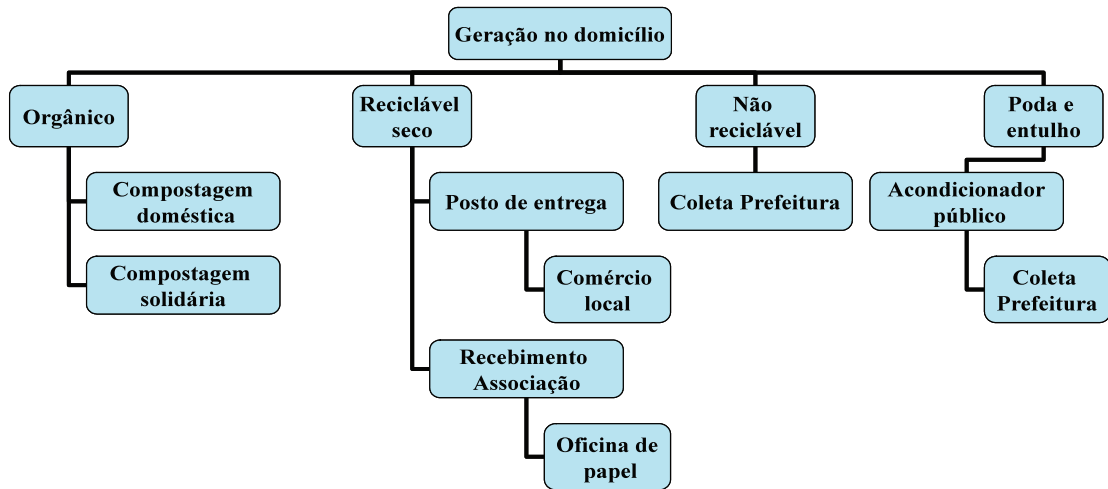 Geração no domicílio
Orgânico
Reciclável
seco
Não
reciclável
Poda e
entulho
Compostagem
doméstica
Posto de entrega
Coleta Prefeitura
Acondicionador
público
Compostagem
solidária
Comércio
local
Coleta
Prefeitura
Recebimento
Associação
Oficina de
papel